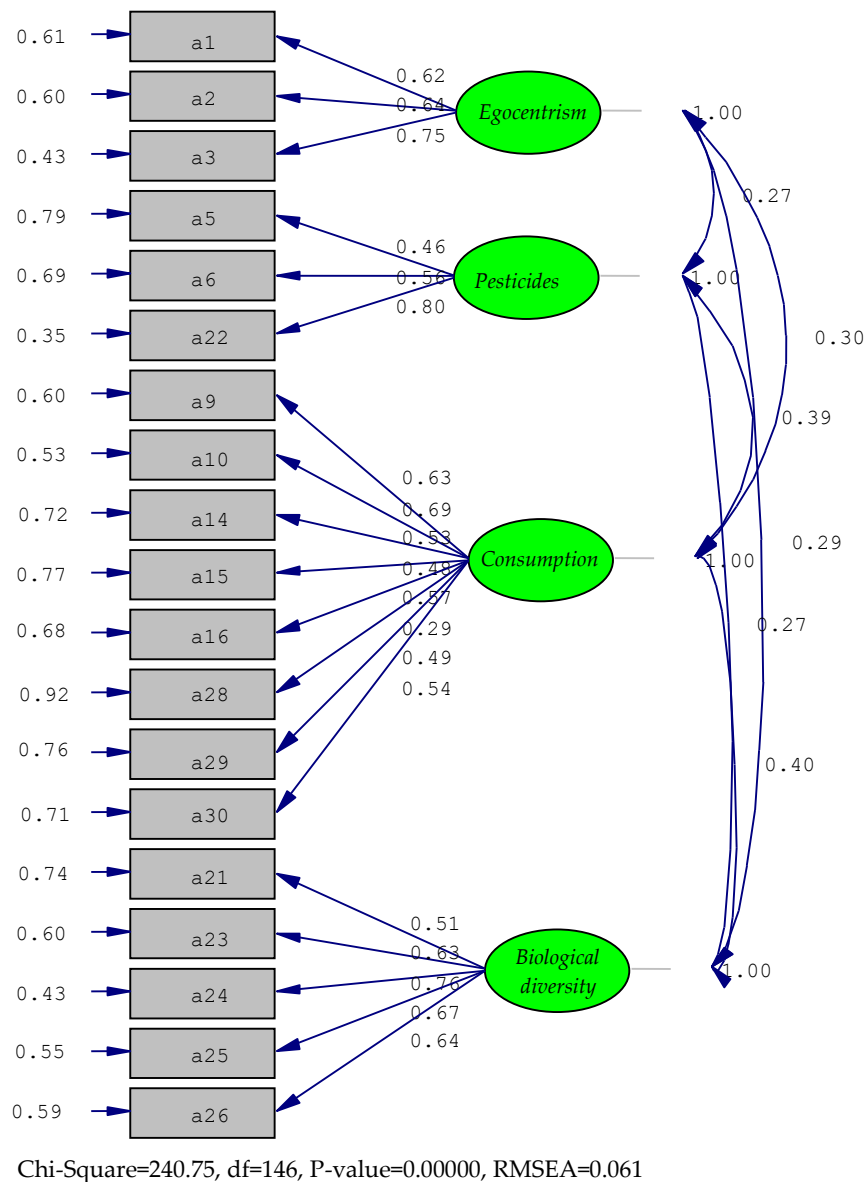 0.61
a1
0.62
Egocentrism
1.00
0.60
a2
0.64
0.43
a3
0.75
0.27
0.79
a5
0.46
0.69
a6
0.56
Pesticides
1.00
0.35
a22
0.80
0.30
0.60
a9
0.39
0.53
a10
0.63
0.72
a14
0.69
0.53
0.29
0.77
a15
0.48
Consumption
1.00
0.57
0.68
a16
0.29
0.27
0.49
0.92
a28
0.54
0.76
a29
0.40
0.71
a30
0.74
a21
0.51
0.60
a23
0.63
Biological
diversity
1.00
0.43
a24
0.76
0.67
0.55
a25
0.64
0.59
a26
Chi-Square=240.75, df=146, P-value=0.00000, RMSEA=0.061